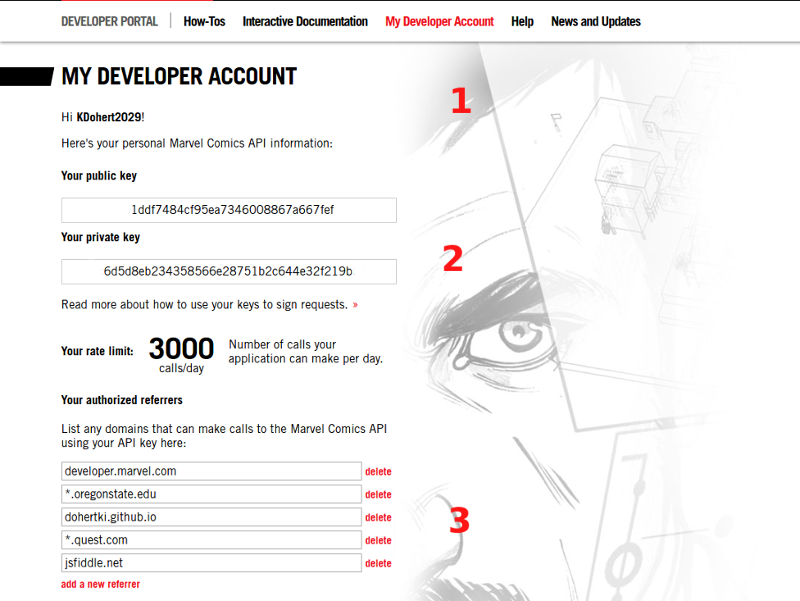 DEVELOPER PORTAL How-Tos Interactive Documentation My Developer Account Help News and Updates
MY DEVELOPER ACCOUNT
1
Hi KDohert2029!
Here's your personal Marvel Comics API information:
Your public key
1ddf7484cf95ea7346008867a667fef
Your private key
2
6d5d8eb234358566e28751b2c644e32f219b
Read more about how to use your keys to sign requests. »
Your rate limit: 3000 calls/day Number of calls your
application can make per day.
Your authorized referrers
List any domains that can make calls to the Marvel Comics API
using your API key here:
developer.marvel.com delete
*.oregonstate.edu delete
dohertki.github.io delete
3
*.quest.com delete
jsfiddle.net delete
add a new referrer